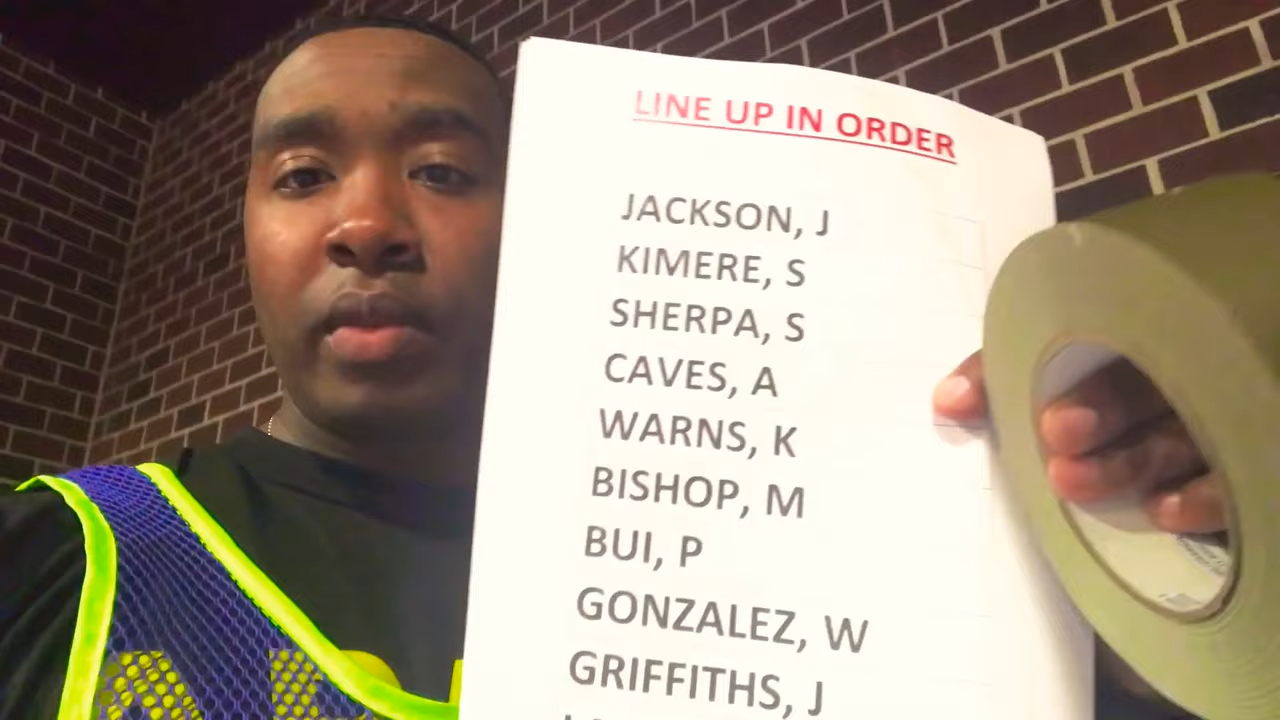 LINE UP IN ORDER
JACKSON, J
KIMERE, S
SHERPA, S
CAVES, A
WARNS, K
BISHOP, M
BUI, P
GONZALEZ, W
GRIFFITHS, J